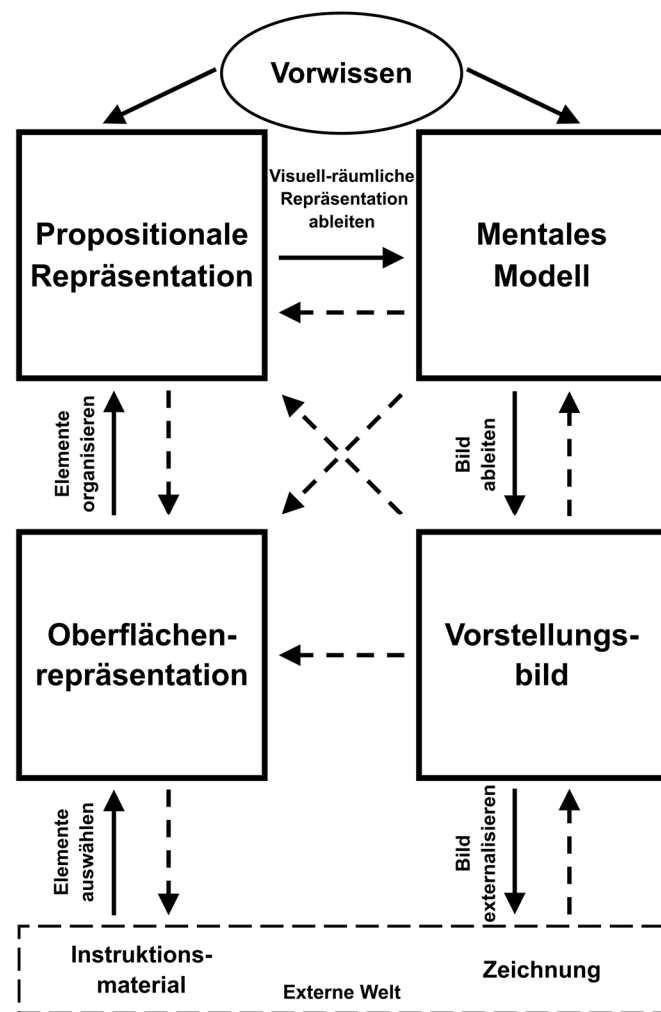 Vorwissen
Visuell-räumliche
Repräsentation
ableiten
Propositionale
Repräsentation
Mentales
Modell
Elemente
organisieren
Bild
ableiten
Oberflächen-
repräsentation
Vorstellungs-
bild
Elemente
auswählen
Bild
externalisieren
Instruktions-
material
Zeichnung
Externe Welt